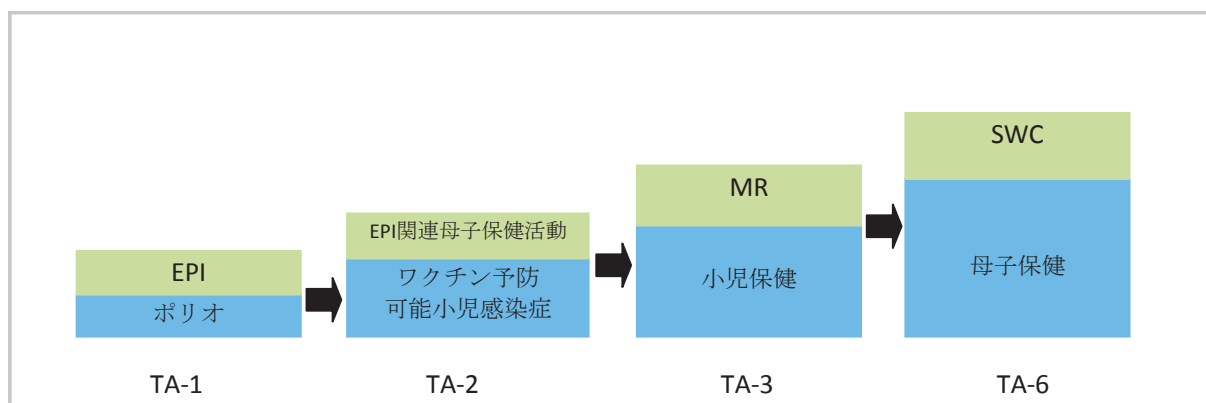 EPI
ポリオ
EPI関連母子保健活動
ワクチン予防
可能小児感染症
MR
小児保健
SWC
母子保健
TA-1
TA-2
TA-3
TA-6